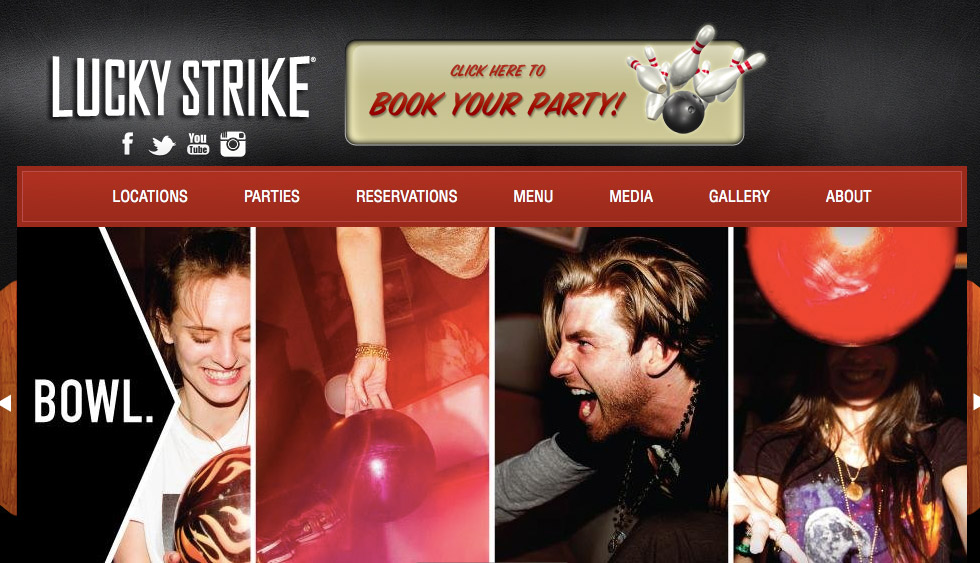 LUCKY STRIKE®
CLICK HERE TO
BOOK YOUR PARTY!
f
You
Tube
LOCATIONS PARTIES RESERVATIONS MENU MEDIA GALLERY ABOUT
BOWL.